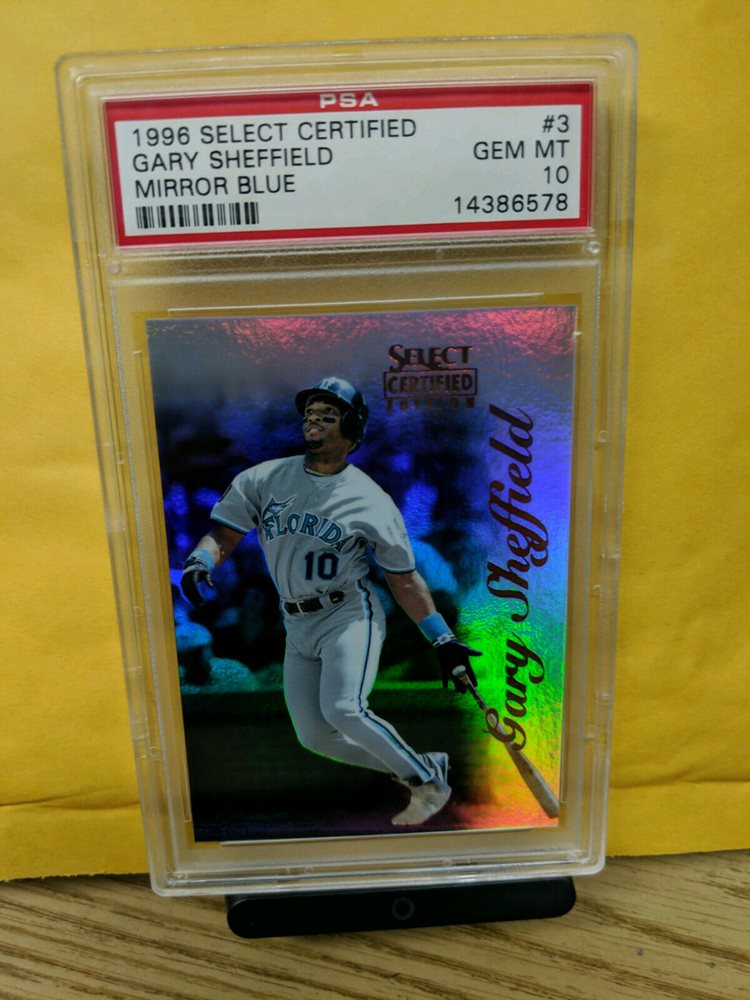 PSA
1996 SELECT CERTIFIED #3
GARY SHEFFIELD GEM MT
MIRROR BLUE 10
14386578
SELECT
CERTIFIED
EDITION
FLORIDA
10
Gary Sheffield